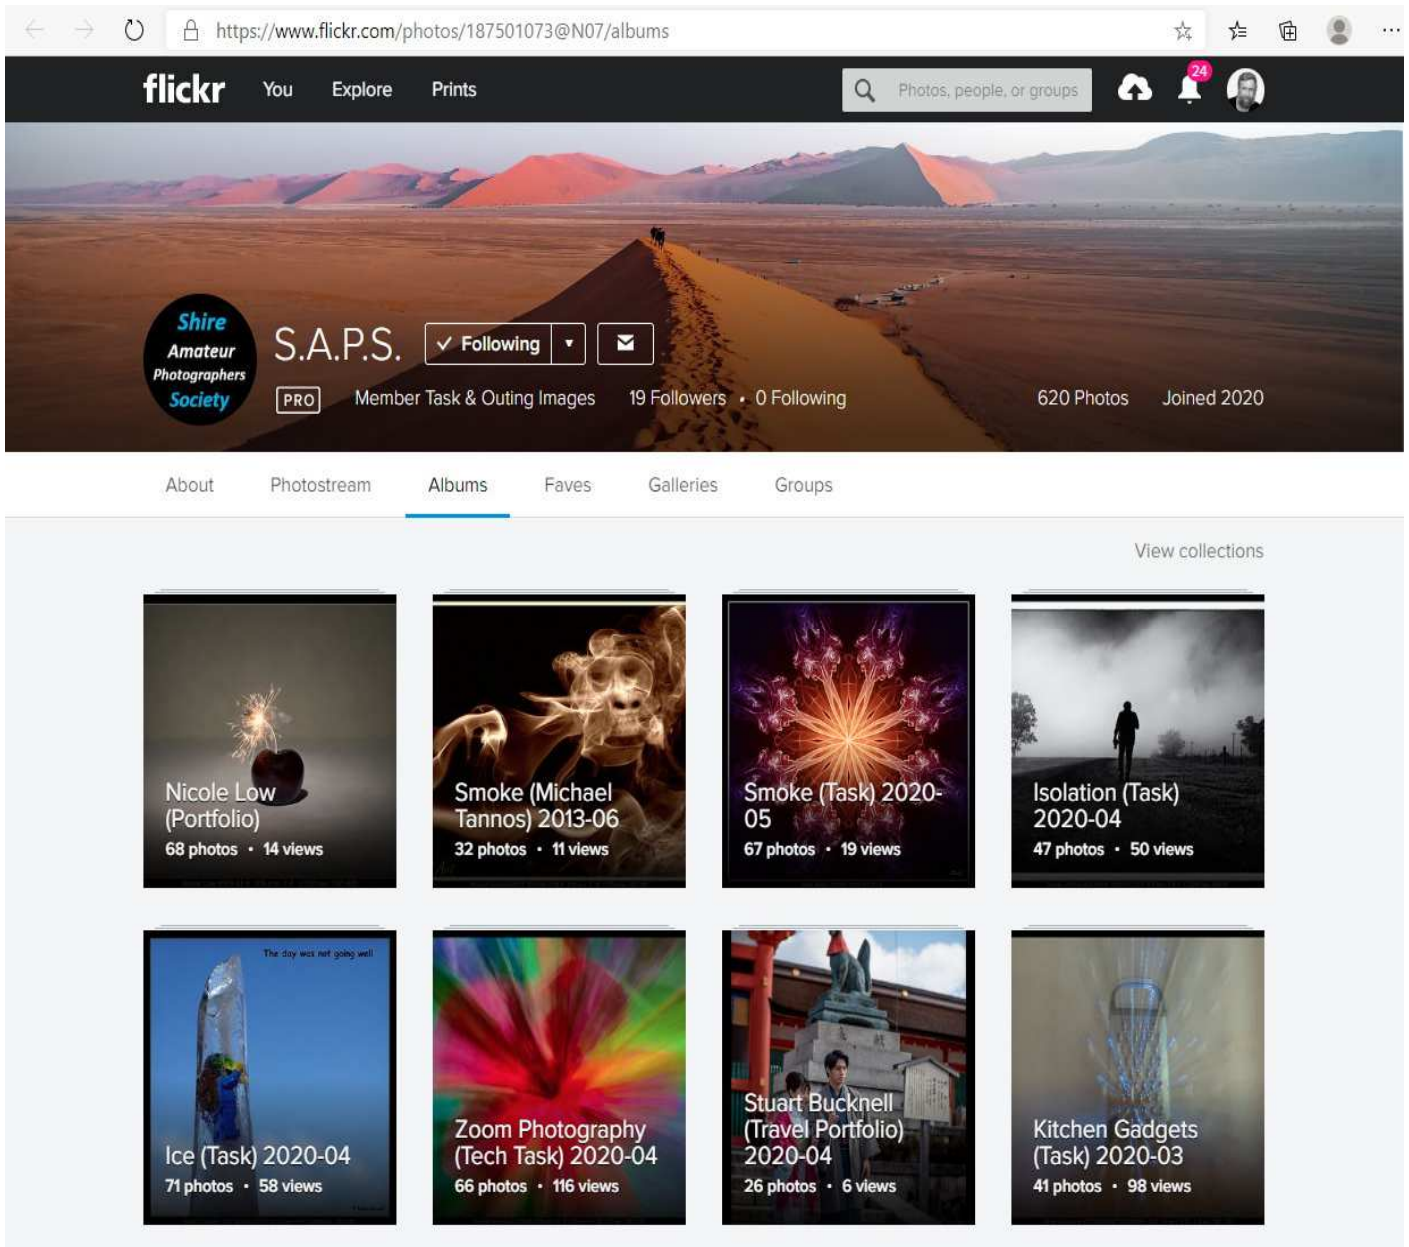 https://www.flickr.com/photos/187501073@N07/albums
flickr You Explore Prints Photos, people, or groups 24
Shire
Amateur
Photographers
Society
S.A.P.S. Following
PRO Member Task & Outing Images 19 Followers • 0 Following 620 Photos Joined 2020
About Photostream Albums Faves Galleries Groups
View collections
Nicole Low
(Portfolio)
68 photos • 14 views
Smoke (Michael
Tannos) 2013-06
32 photos • 11 views
Smoke (Task) 2020-
05
67 photos • 19 views
Isolation (Task)
2020-04
47 photos • 50 views
The day was not going well
Ice (Task) 2020-04
71 photos • 58 views
Zoom Photography
(Tech Task) 2020-04
66 photos • 116 views
Stuart Bucknell
(Travel Portfolio)
2020-04
26 photos • 6 views
Kitchen Gadgets
(Task) 2020-03
41 photos • 98 views